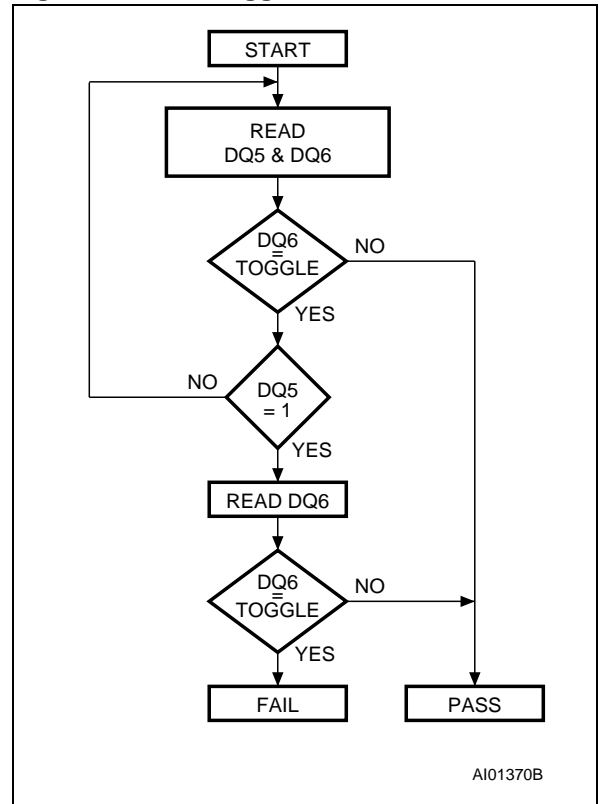 START
READ
DQ5 & DQ6
DQ6
=
TOGGLE
NO
YES
NO
DQ5
= 1
YES
READ DQ6
DQ6
=
TOGGLE
NO
YES
FAIL
PASS
AI01370B